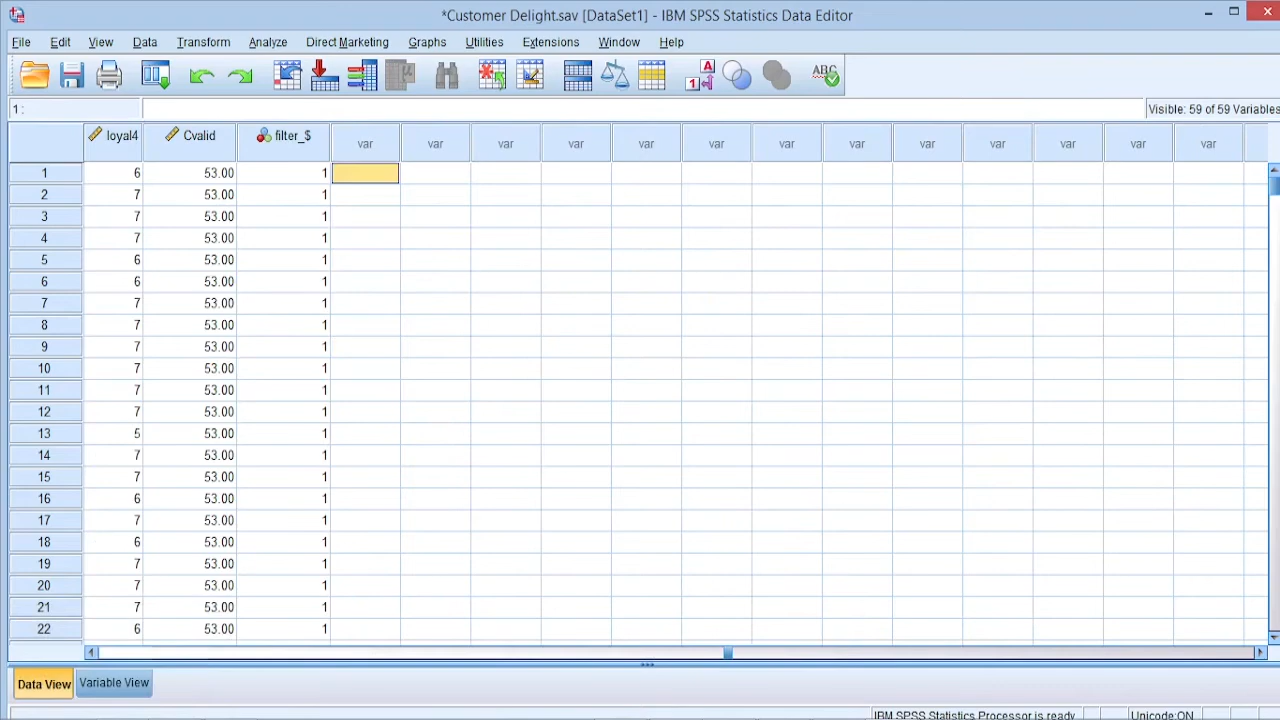 *Customer Delight.sav [DataSet1] - IBM SPSS Statistics Data Editor
File Edit View Data Transform Analyze Direct Marketing Graphs Utilities Extensions Window Help
1 A ABC
1 : Visible: 59 of 59 Variables
loyal4 Cvalid filter_$ var var var var var var var var var var var var var
1 6 53.00 1
2 7 53.00 1
3 7 53.00 1
4 7 53.00 1
5 6 53.00 1
6 6 53.00 1
7 7 53.00 1
8 7 53.00 1
9 7 53.00 1
10 7 53.00 1
11 7 53.00 1
12 7 53.00 1
13 5 53.00 1
14 7 53.00 1
15 7 53.00 1
16 6 53.00 1
17 7 53.00 1
18 6 53.00 1
19 7 53.00 1
20 7 53.00 1
21 7 53.00 1
22 6 53.00 1
Data View Variable View
IBM SPSS Statistics Processor is ready Unicode:ON